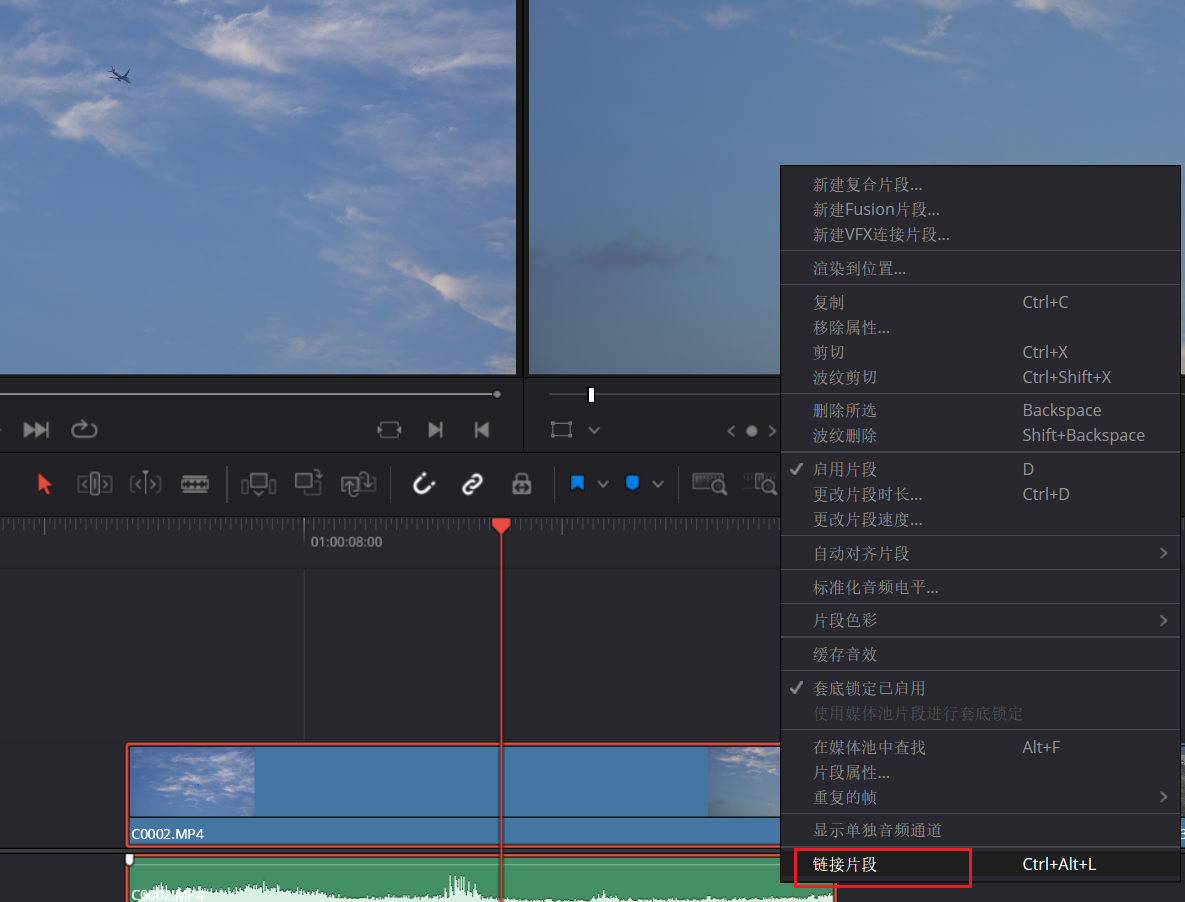 新建复合片段...
新建Fusion片段...
新建VFX连接片段...
渲染到位置...
复制 Ctrl+C
移除属性...
剪切 Ctrl+X
波纹剪切 Ctrl+Shift+X
删除所选 Backspace
波纹删除 Shift+Backspace
启用片段 D
更改片段时长... Ctrl+D
更改片段速度...
01:00:08:00
自动对齐片段
标准化音频电平...
片段色彩
缓存音效
套底锁定已启用
使用媒体池片段进行套底锁定
在媒体池中查找 Alt+F
片段属性...
重复的帧
显示单独音频通道
C0002.MP4
链接片段 Ctrl+Alt+L
C0002.MP4